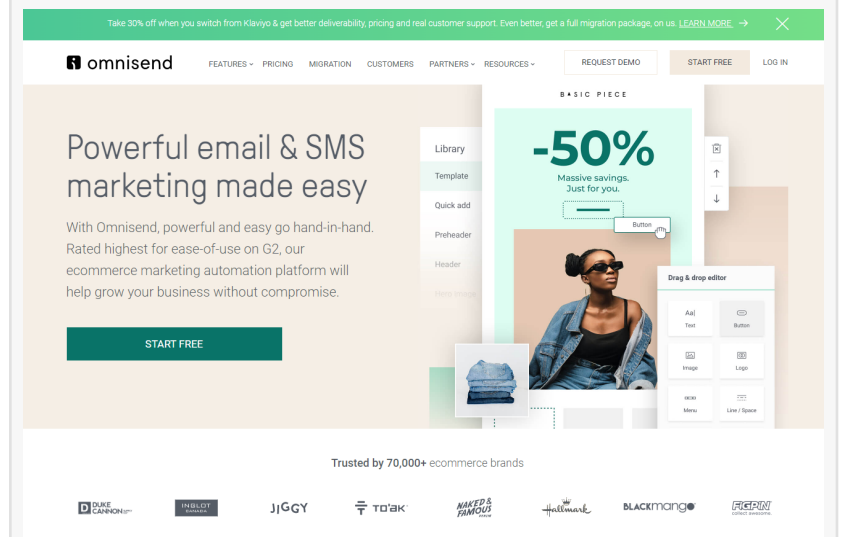 Take 30% off when you switch from Klaviyo & get better deliverability, pricing and real customer support. Even better, get a full migration package, on us. LEARN MORE →
omnisend
FEATURES
PRICING
MIGRATION
CUSTOMERS
PARTNERS
RESOURCES
REQUEST DEMO
START FREE
LOG IN
Powerful email & SMS
marketing made easy
With Omnisend, powerful and easy go hand-in-hand.
Rated highest for ease-of-use on G2, our
ecommerce marketing automation platform will
help grow your business without compromise.
START FREE
BASIC PIECE
Library
Template
Quick add
Preheader
Header
-50%
Massive savings.
Just for you.
Button
Drag & drop editor
Aa|
Text
Button
Image
Logo
Menu
Line / Space
Trusted by 70,000+ ecommerce brands
DUKE
CANNON
INGLOT
CANADA
JIGGY
TO'AK
NAKED &
FAMOUS
DENIM
Hallmark
BLACKmango
FiGPiN
collect awesome.